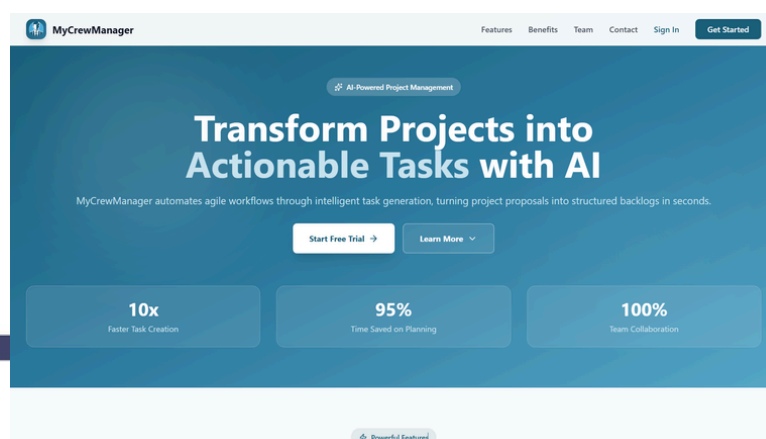 MyCrewManager
Features Benefits Team Contact Sign In Get Started
AI-Powered Project Management
Transform Projects into
Actionable Tasks with AI
MyCrewManager automates agile workflows through intelligent task generation, turning project proposals into structured backlogs in seconds.
Start Free Trial → Learn More
10x 95% 100%
Faster Task Creation Time Saved on Planning Team Collaboration
Powerful Features